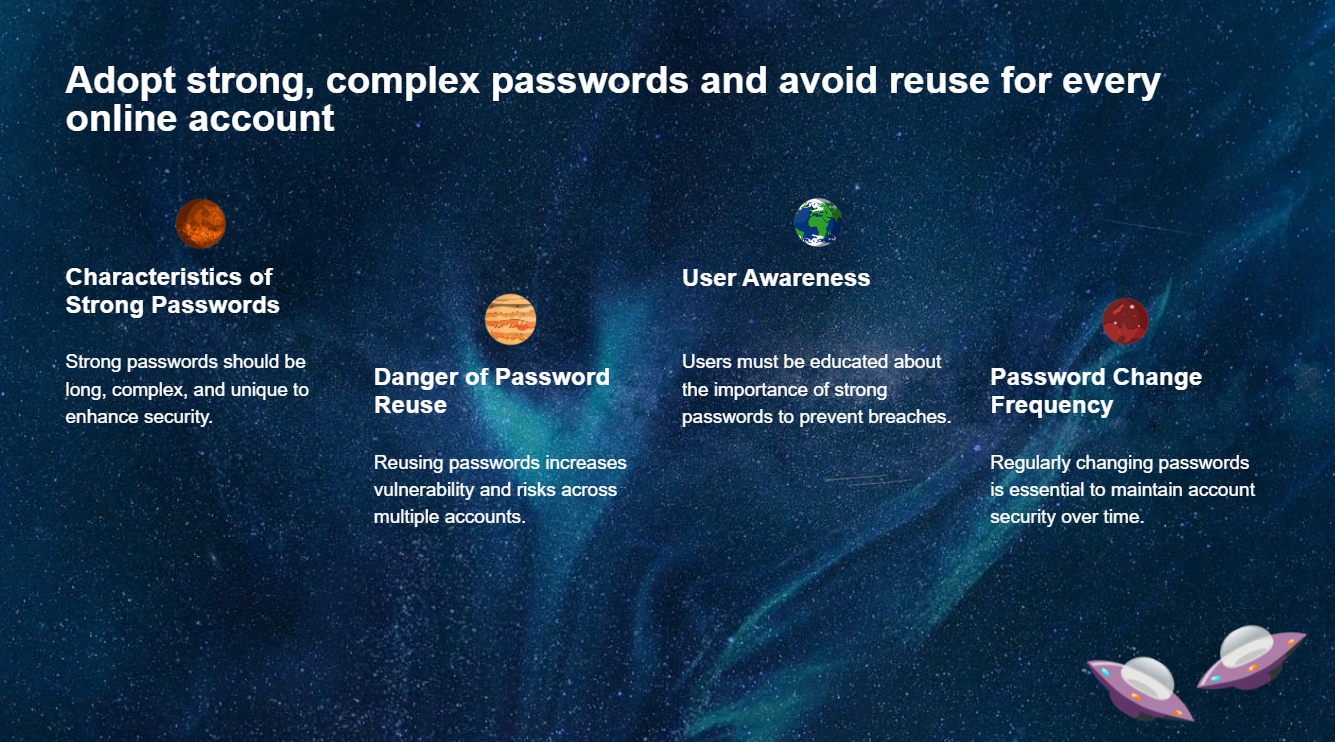 Adopt strong, complex passwords and avoid reuse for every
online account
Characteristics of
Strong Passwords
Strong passwords should be
long, complex, and unique to
enhance security.
Danger of Password
Reuse
Reusing passwords increases
vulnerability and risks across
multiple accounts.
User Awareness
Users must be educated about
the importance of strong
passwords to prevent breaches.
Password Change
Frequency
Regularly changing passwords
is essential to maintain account
security over time.